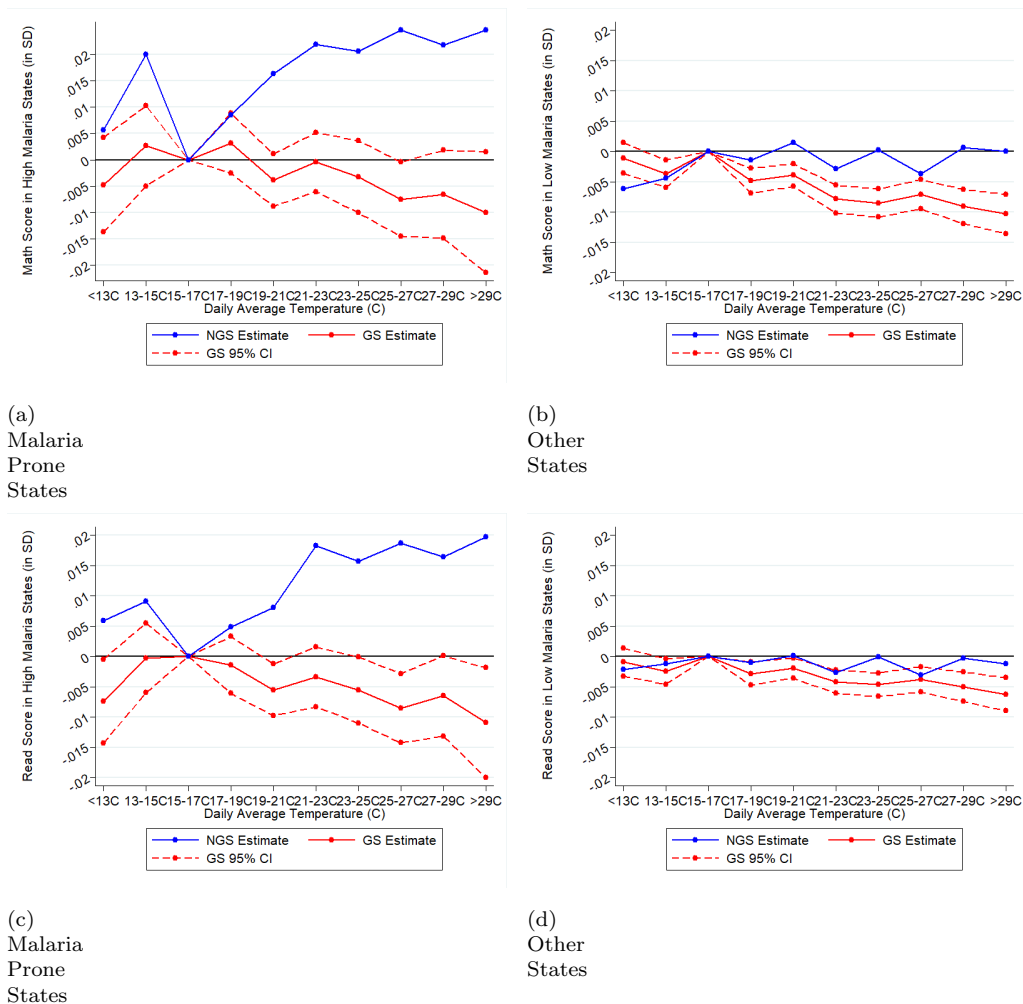 Math Score in High Malaria States (in SD)
.02
.015
.01
.005
0
-.005
-.01
-.015
-.02
<13C 13-15C 15-17C 17-19C 19-21C 21-23C 23-25C 25-27C 27-29C >29C
Daily Average Temperature (C)
NGS Estimate GS Estimate
GS 95% CI
(a)
Malaria
Prone
States
Math Score in Low Malaria States (in SD)
.02
.015
.01
.005
0
-.005
-.01
-.015
-.02
<13C 13-15C 15-17C 17-19C 19-21C 21-23C 23-25C 25-27C 27-29C >29C
Daily Average Temperature (C)
NGS Estimate GS Estimate
GS 95% CI
(b)
Other
States
Read Score in High Malaria States (in SD)
.02
.015
.01
.005
0
-.005
-.01
-.015
-.02
<13C 13-15C 15-17C 17-19C 19-21C 21-23C 23-25C 25-27C 27-29C >29C
Daily Average Temperature (C)
NGS Estimate GS Estimate
GS 95% CI
(c)
Malaria
Prone
States
Read Score in Low Malaria States (in SD)
.02
.015
.01
.005
0
-.005
-.01
-.015
-.02
<13C 13-15C 15-17C 17-19C 19-21C 21-23C 23-25C 25-27C 27-29C >29C
Daily Average Temperature (C)
NGS Estimate GS Estimate
GS 95% CI
(d)
Other
States